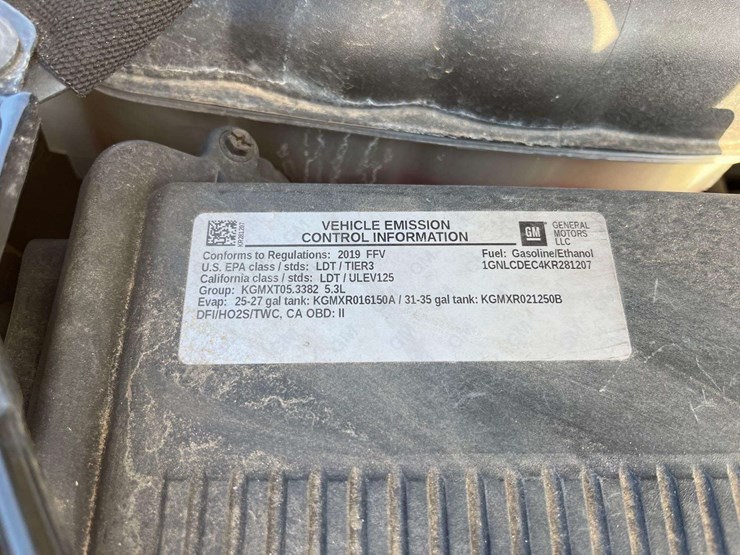 VEHICLE EMISSION
CONTROL INFORMATION
GM
GENERAL
MOTORS
LLC
KR281207
Conforms to Regulations: 2019 FFV
Fuel: Gasoline/Ethanol
U.S. EPA class / stds: LDT / TIER3
1GNLCDEC4KR281207
California class / stds: LDT / ULEV125
Group: KGMXT05.3382 5.3L
Evap: 25-27 gal tank: KGMXR016150A / 31-35 gal tank: KGMXR021250B
DFI/HO2S/TWC, CA OBD: II